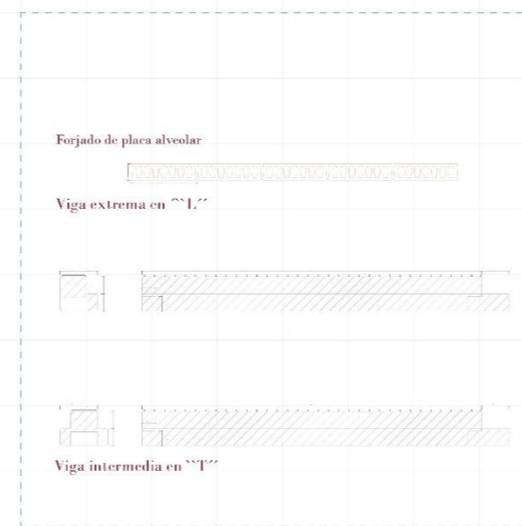 Forjado de placa alveolar
Viga extrema en ``L´´
Viga intermedia en ``T´´